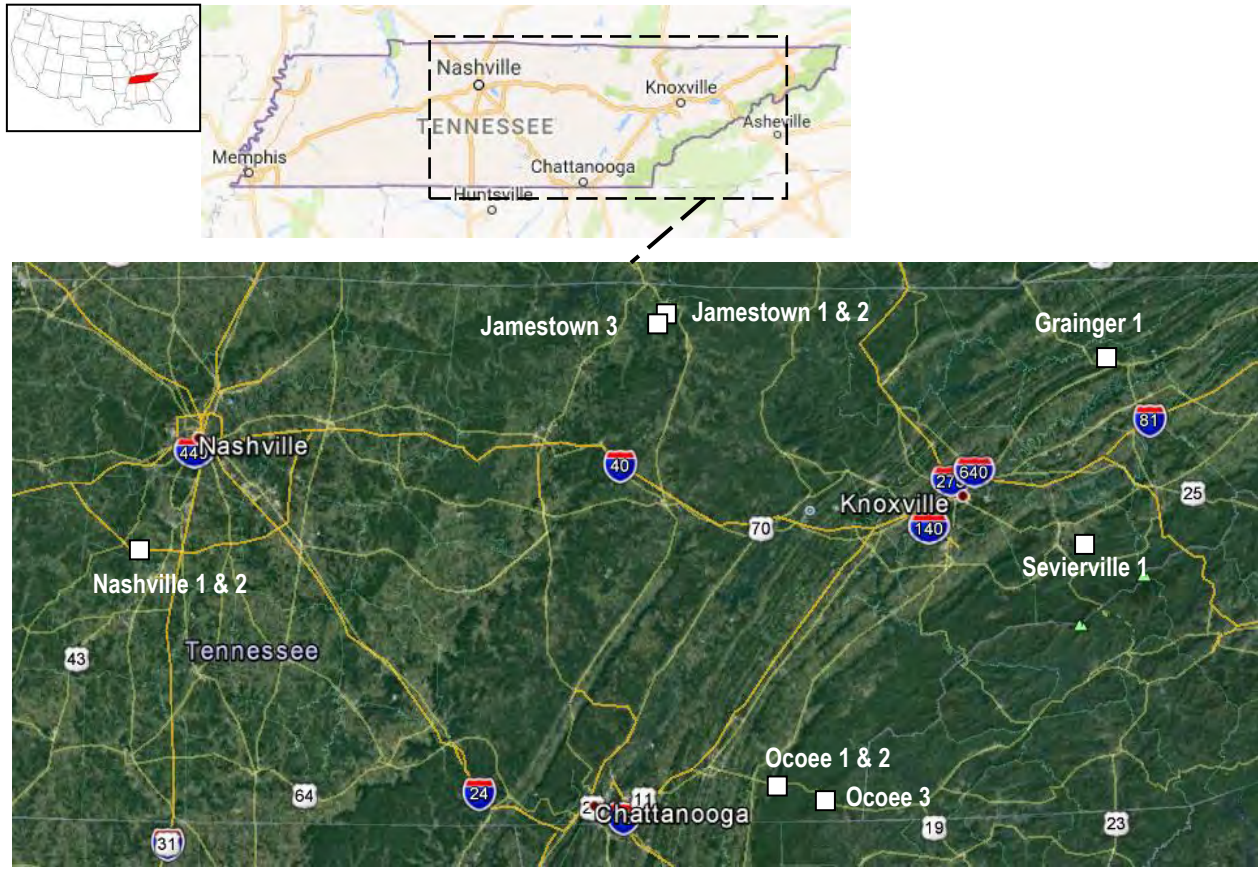 Nashville
Knoxville
TENNESSEE
Asheville
Memphis
Chattanooga
Huntsville
Jamestown 3
Jamestown 1 & 2
Grainger 1
81
Nashville
40
640
Knoxville
25
70
140
Nashville 1 & 2
Sevierville 1
Tennessee
43
Ocoee 1 & 2
64
24
11
Ocoee 3
Chattanooga
19
23
31